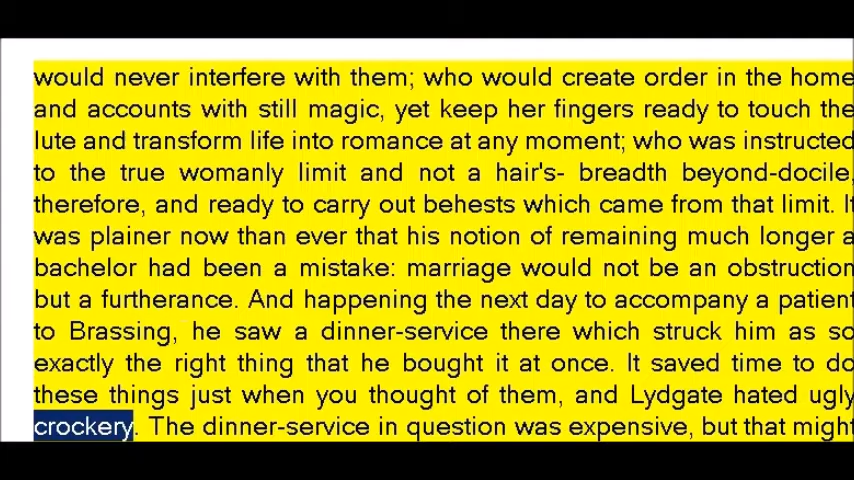 would never interfere with them; who would create order in the home
and accounts with still magic, yet keep her fingers ready to touch the
lute and transform life into romance at any moment; who was instructed
to the true womanly limit and not a hair's- breadth beyond-docile,
therefore, and ready to carry out behests which came from that limit. It
was plainer now than ever that his notion of remaining much longer a
bachelor had been a mistake: marriage would not be an obstruction
but a furtherance. And happening the next day to accompany a patient
to Brassing, he saw a dinner-service there which struck him as so
exactly the right thing that he bought it at once. It saved time to do
these things just when you thought of them, and Lydgate hated ugly
crockery. The dinner-service in question was expensive, but that might